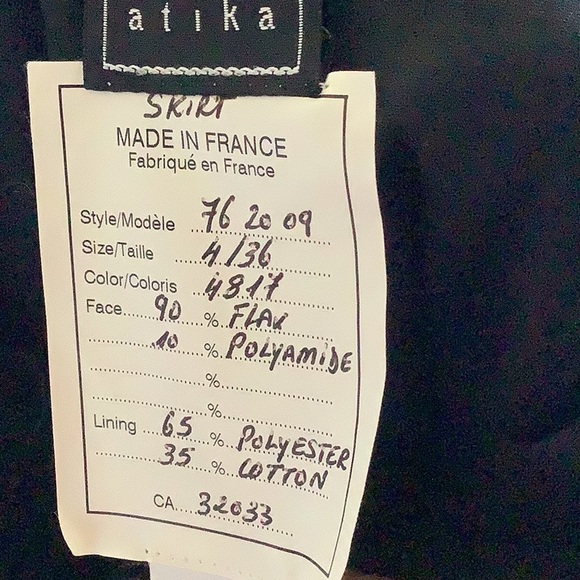 atika
SKIRT
MADE IN FRANCE
Fabriqué en France
Style/Modèle 76 20 09
Size/Taille 4/36
Color/Coloris 4817
Face 90 % FLAX
10 % POLYAMIDE
%
%
Lining 65 % POLYESTER
35 % COTTON
CA 32033